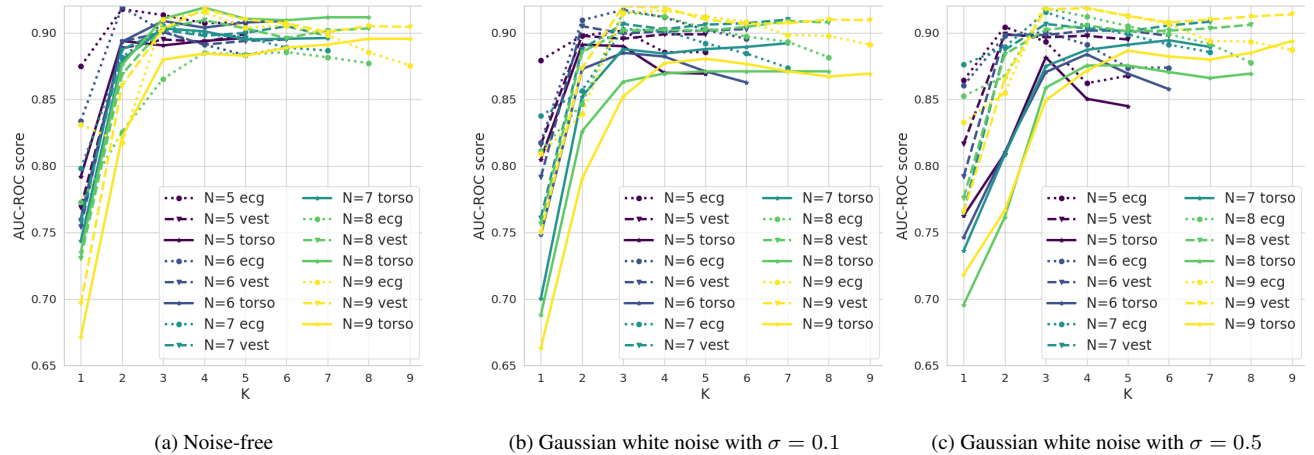 AUC-ROC score
0.90
0.85
0.80
0.75
0.70
0.65
N=5 ecg
N=5 vest
N=5 torso
N=6 ecg
N=6 vest
N=6 torso
N=7 ecg
N=7 vest
N=7 torso
N=8 ecg
N=8 vest
N=8 torso
N=9 ecg
N=9 vest
N=9 torso
1 2 3 4 5 6 7 8 9
K
(a) Noise-free
AUC-ROC score
0.90
0.85
0.80
0.75
0.70
0.65
N=5 ecg
N=5 vest
N=5 torso
N=6 ecg
N=6 vest
N=6 torso
N=7 ecg
N=7 vest
N=7 torso
N=8 ecg
N=8 vest
N=8 torso
N=9 ecg
N=9 vest
N=9 torso
1 2 3 4 5 6 7 8 9
K
(b) Gaussian white noise with σ = 0.1
AUC-ROC score
0.90
0.85
0.80
0.75
0.70
0.65
N=5 ecg
N=5 vest
N=5 torso
N=6 ecg
N=6 vest
N=6 torso
N=7 ecg
N=7 vest
N=7 torso
N=8 ecg
N=8 vest
N=8 torso
N=9 ecg
N=9 vest
N=9 torso
1 2 3 4 5 6 7 8 9
K
(c) Gaussian white noise with σ = 0.5